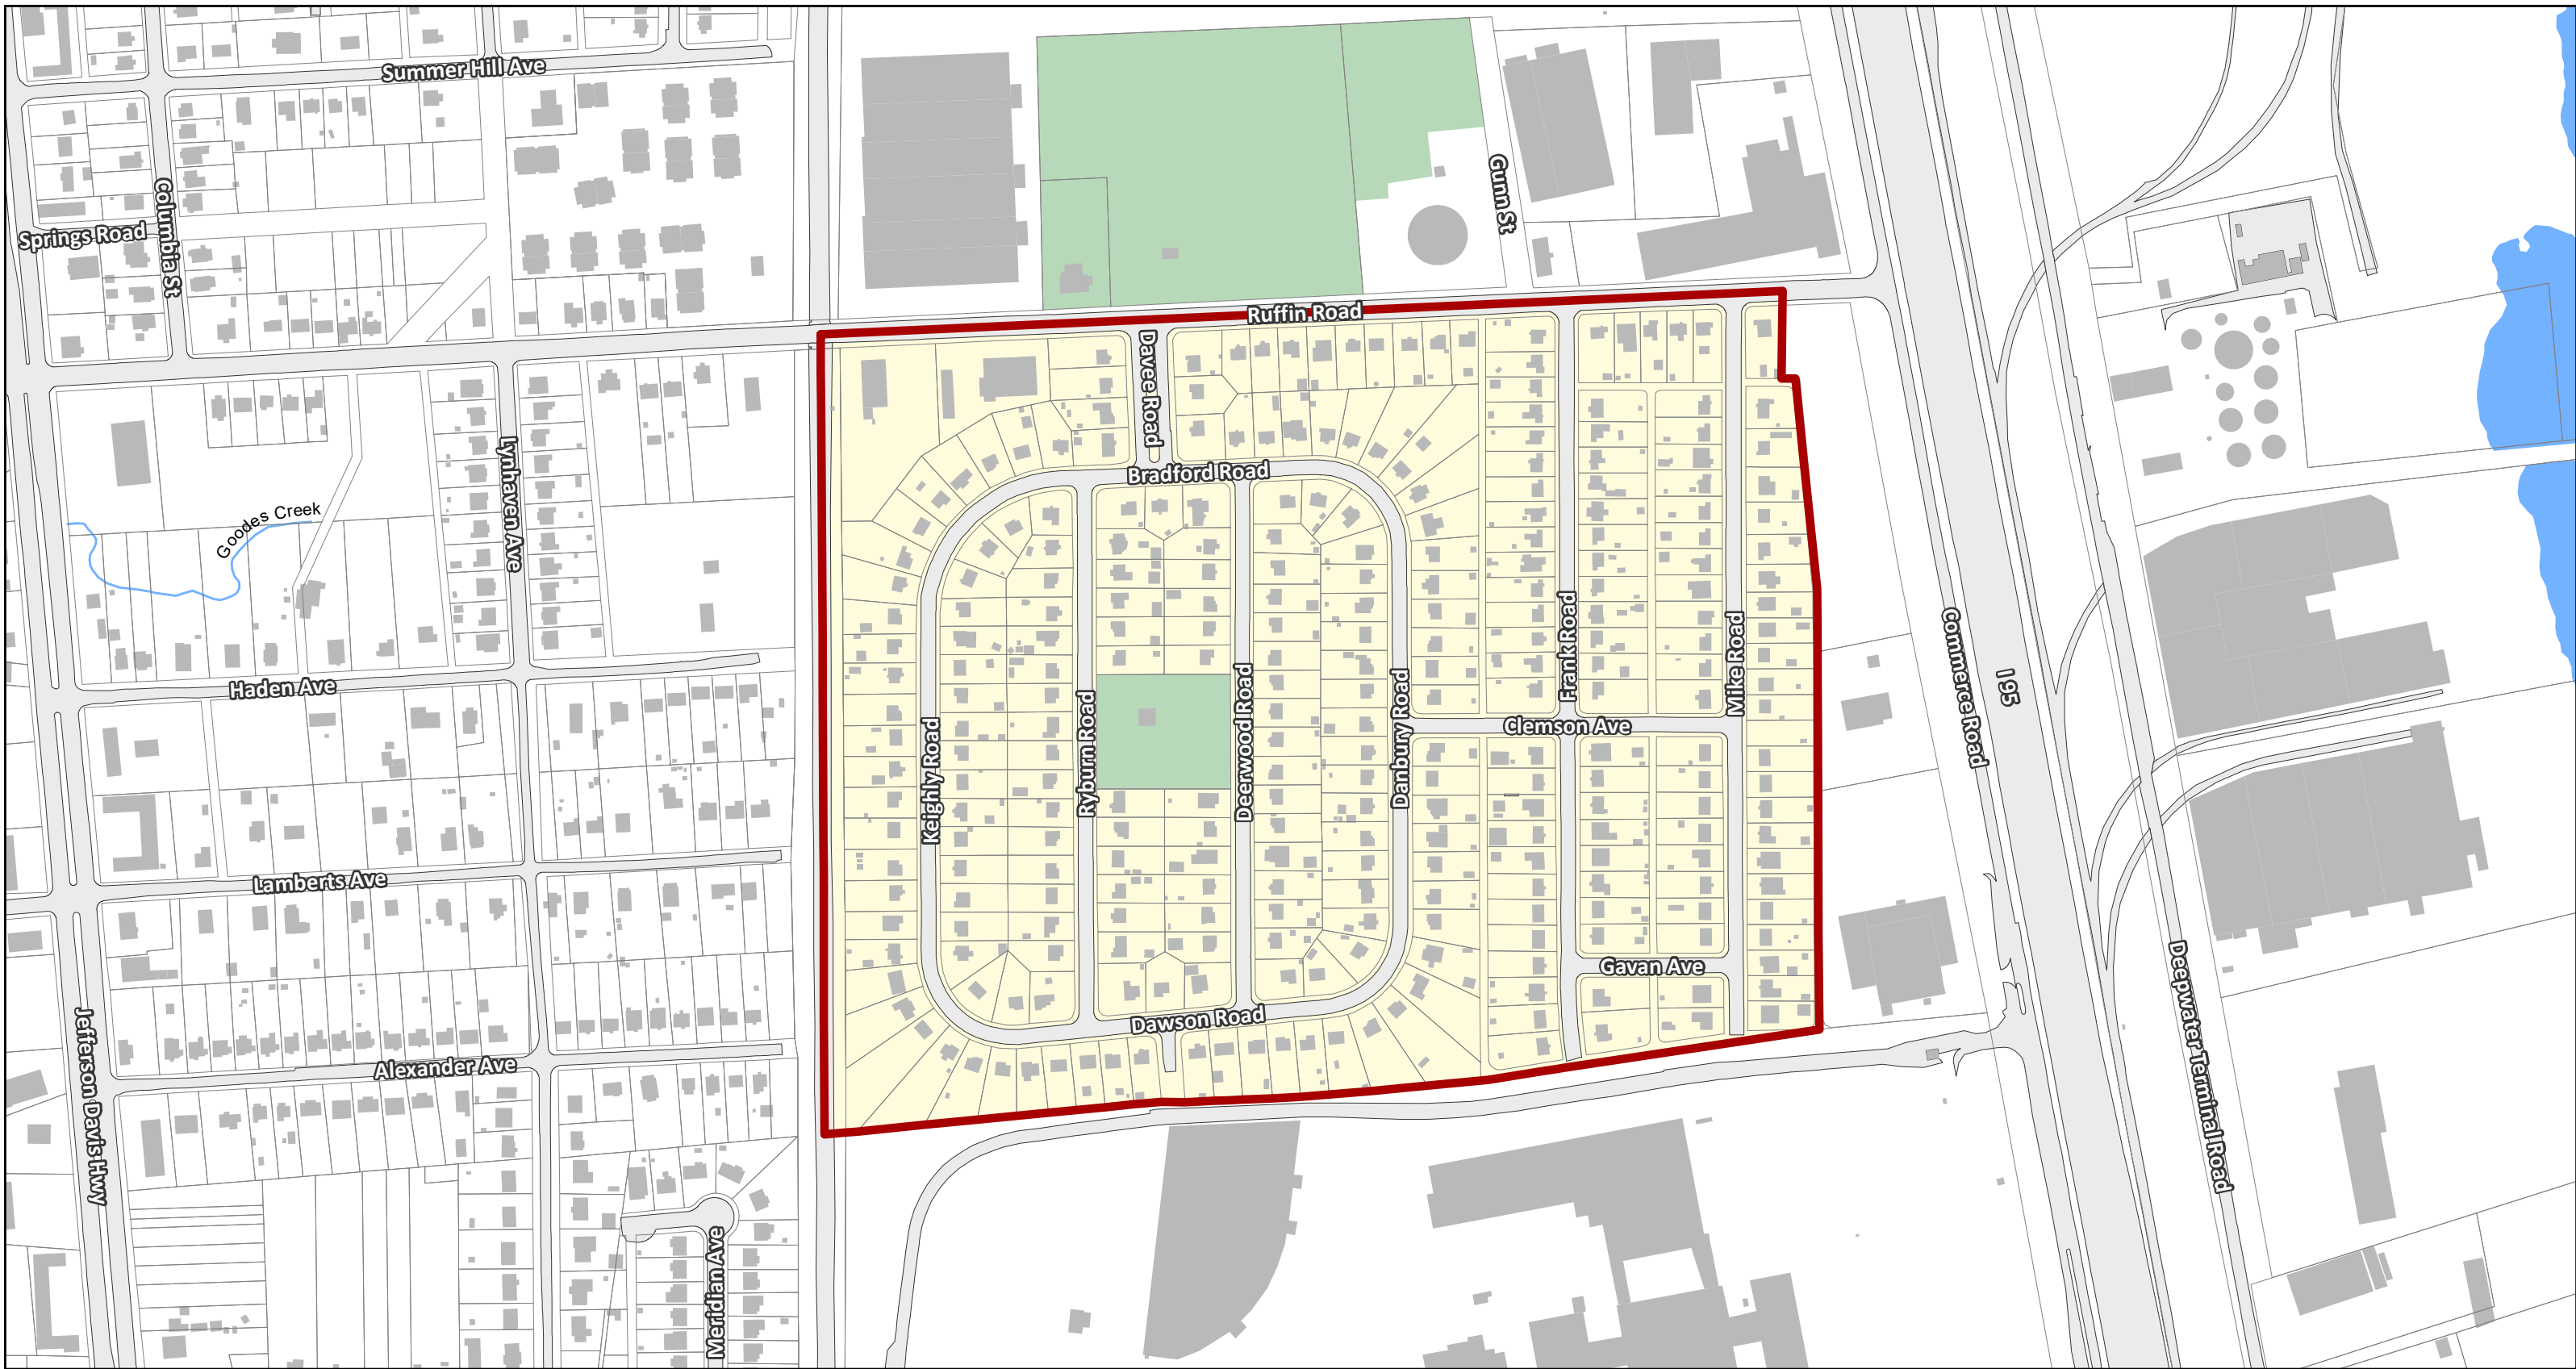 Summer Hill Ave
Columbia St
Springs Road
Gunn St
Ruffin Road
Davee Road
Bradford Road
Lynhaven Ave
Goodes Creek
Haden Ave
Keighly Road
Ryburn Road
Deerwood Road
Danbury Road
Frank Road
Mike Road
Clemson Ave
Commerce Road
I 95
Lamberts Ave
Gavan Ave
Dawson Road
Deepwater Terminal Road
Jefferson Davis Hwy
Alexander Ave
Meridian Ave